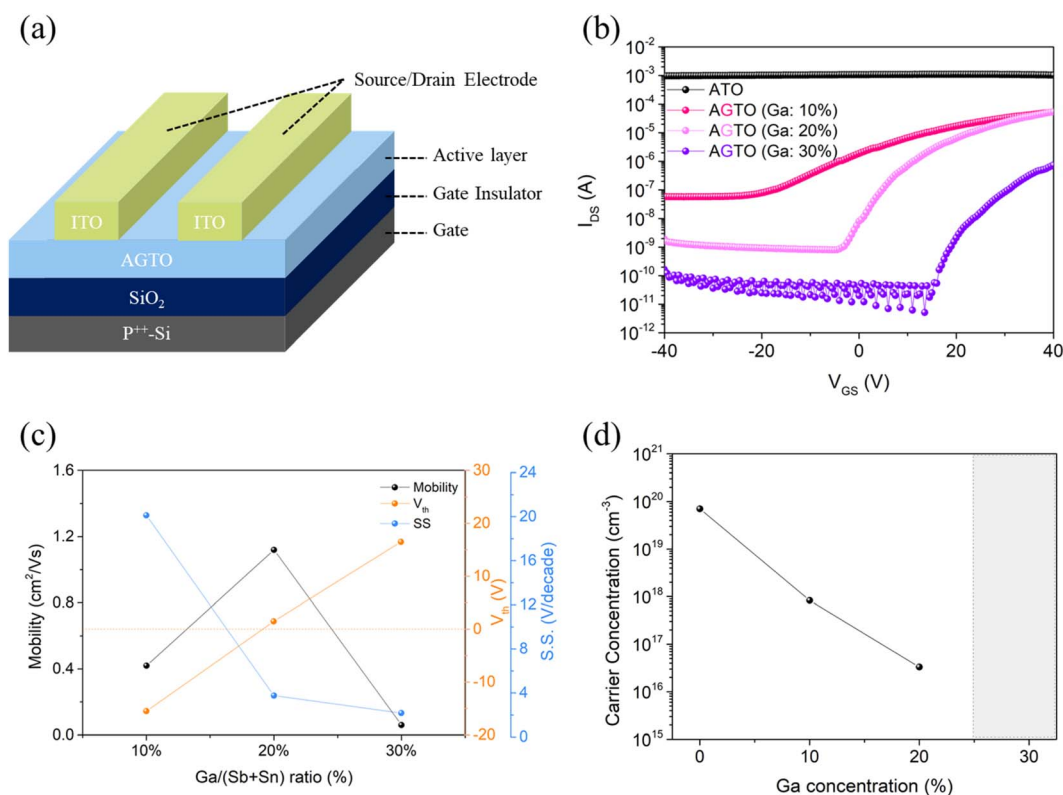 (a)
Source/Drain Electrode
Active layer
Gate Insulator
Gate
ITO
ITO
AGTO
SiO₂
P⁺⁺-Si
(b)
10⁻²
10⁻³
10⁻⁴
10⁻⁵
10⁻⁶
10⁻⁷
10⁻⁸
10⁻⁹
10⁻¹⁰
10⁻¹¹
10⁻¹²
I_DS (A)
ATO
AGTO (Ga: 10%)
AGTO (Ga: 20%)
AGTO (Ga: 30%)
-40 -20 0 20 40
V_GS (V)
(c)
1.6
1.2
0.8
0.4
0.0
Mobility (cm²/Vs)
Mobility
V_th
SS
30
20
10
0
-10
-20
V_th (V)
24
20
16
12
8
4
0
S.S. (V/decade)
10% 20% 30%
Ga/(Sb+Sn) ratio (%)
(d)
10²¹
10²⁰
10¹⁹
10¹⁸
10¹⁷
10¹⁶
10¹⁵
Carrier Concentration (cm⁻³)
0 10 20 30
Ga concentration (%)